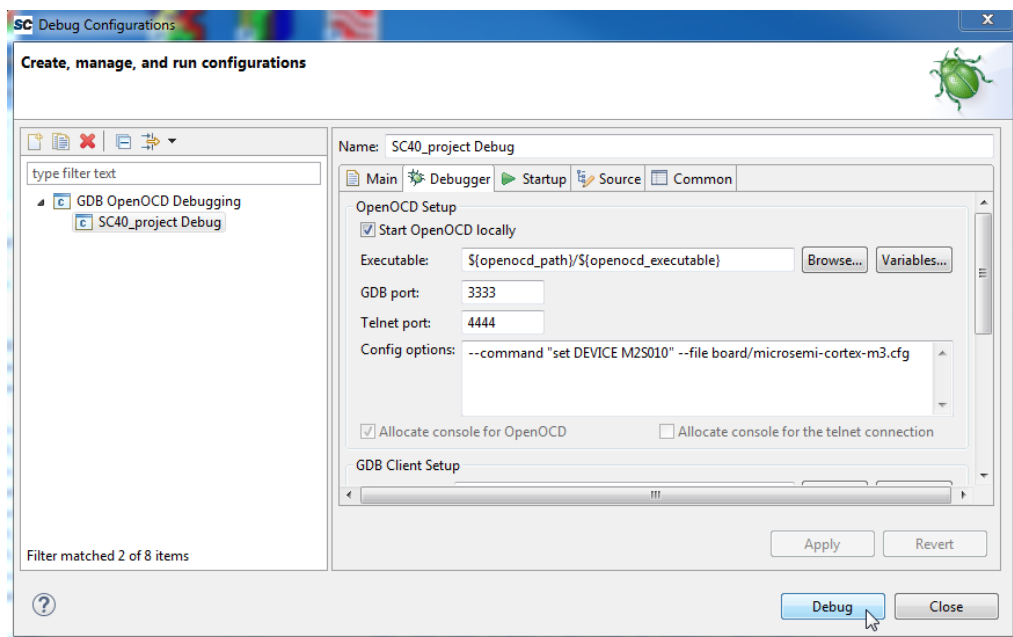 SC Debug Configurations
Create, manage, and run configurations
type filter text
GDB OpenOCD Debugging
SC40_project Debug
Filter matched 2 of 8 items
Name: SC40_project Debug
Main Debugger Startup Source Common
OpenOCD Setup
Start OpenOCD locally
Executable: ${openocd_path}/${openocd_executable} Browse... Variables...
GDB port: 3333
Telnet port: 4444
Config options: --command "set DEVICE M2S010" --file board/microsemi-cortex-m3.cfg
Allocate console for OpenOCD Allocate console for the telnet connection
GDB Client Setup
Apply Revert
Debug Close